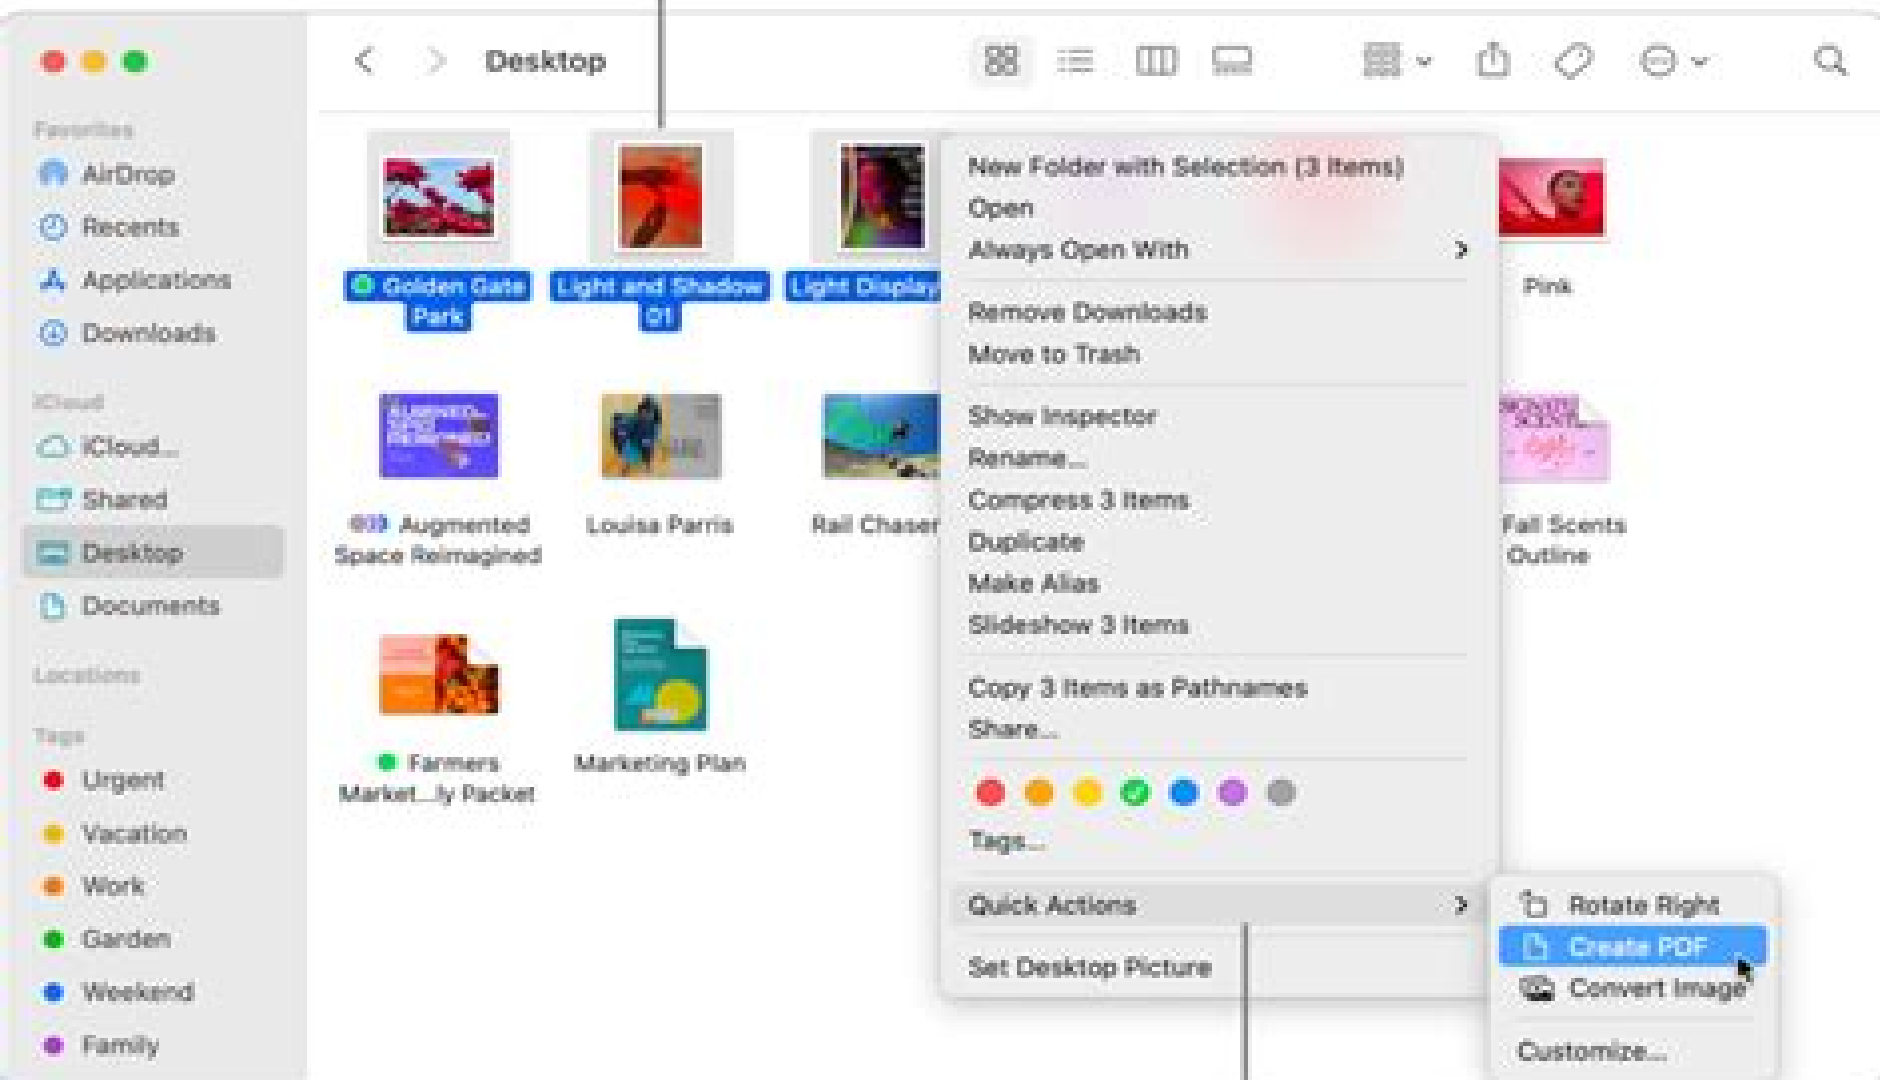 Desktop
Favorites
AirDrop
Recents
Applications
Downloads
iCloud
iCloud...
Shared
Desktop
Documents
Locations
Tags
Urgent
Vacation
Work
Garden
Weekend
Family
Golden Gate
Park
Light and Shadow
01
Light Display
Pink
Augmented
Space Reimagined
Louisa Parris
Rail Chaser
Fall Scents
Outline
Farmers
Market...ly Packet
Marketing Plan
New Folder with Selection (3 Items)
Open
Always Open With
Remove Downloads
Move to Trash
Show Inspector
Rename...
Compress 3 Items
Duplicate
Make Alias
Slideshow 3 Items
Copy 3 Items as Pathnames
Share...
Tags...
Quick Actions
Set Desktop Picture
Rotate Right
Create PDF
Convert Image
Customize...